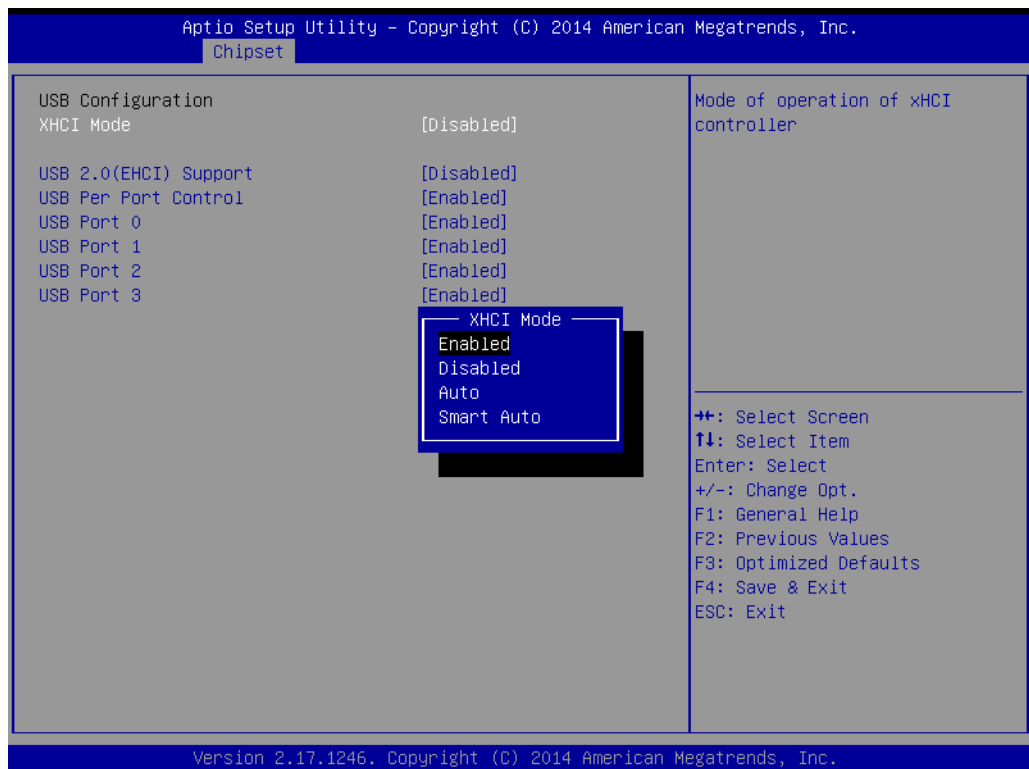 Aptio Setup Utility – Copyright (C) 2014 American Megatrends, Inc.
Chipset
USB Configuration
XHCI Mode [Disabled]
USB 2.0(EHCI) Support [Disabled]
USB Per Port Control [Enabled]
USB Port 0 [Enabled]
USB Port 1 [Enabled]
USB Port 2 [Enabled]
USB Port 3 [Enabled]
XHCI Mode
Enabled
Disabled
Auto
Smart Auto
Mode of operation of xHCI
controller
→←: Select Screen
↑↓: Select Item
Enter: Select
+/-: Change Opt.
F1: General Help
F2: Previous Values
F3: Optimized Defaults
F4: Save & Exit
ESC: Exit
Version 2.17.1246. Copyright (C) 2014 American Megatrends, Inc.